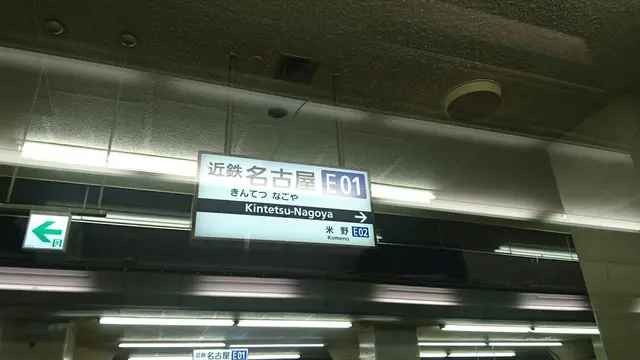 近鉄 名古屋 E01
きんてつ なごや
Kintetsu-Nagoya
米野 E02
Komeno
近鉄 名古屋 E01